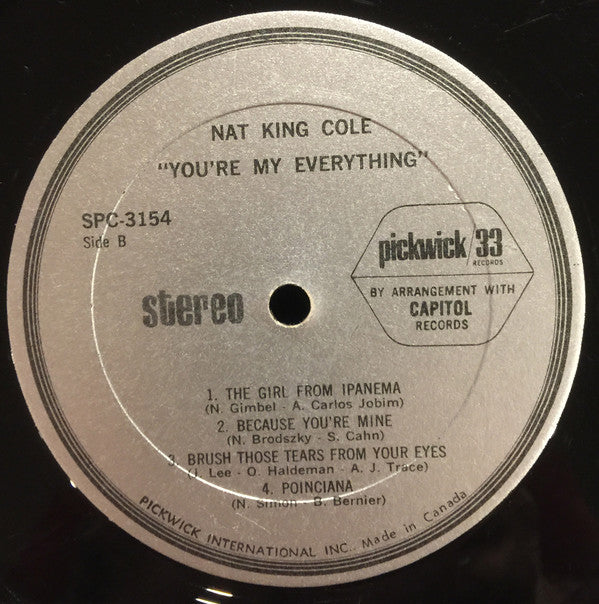 NAT KING COLE
"YOU'RE MY EVERYTHING"
SPC-3154
Side B
pickwick/33
RECORDS
BY ARRANGEMENT WITH
CAPITOL
RECORDS
stereo
1. THE GIRL FROM IPANEMA
(N. Gimbel - A. Carlos Jobim)
2. BECAUSE YOU'RE MINE
(N. Brodszky - S. Cahn)
3. BRUSH THOSE TEARS FROM YOUR EYES
(J. Lee - O. Haldeman - A. J. Trace)
4. POINCIANA
(N. Simon - B. Bernier)
PICKWICK INTERNATIONAL INC. Made in Canada